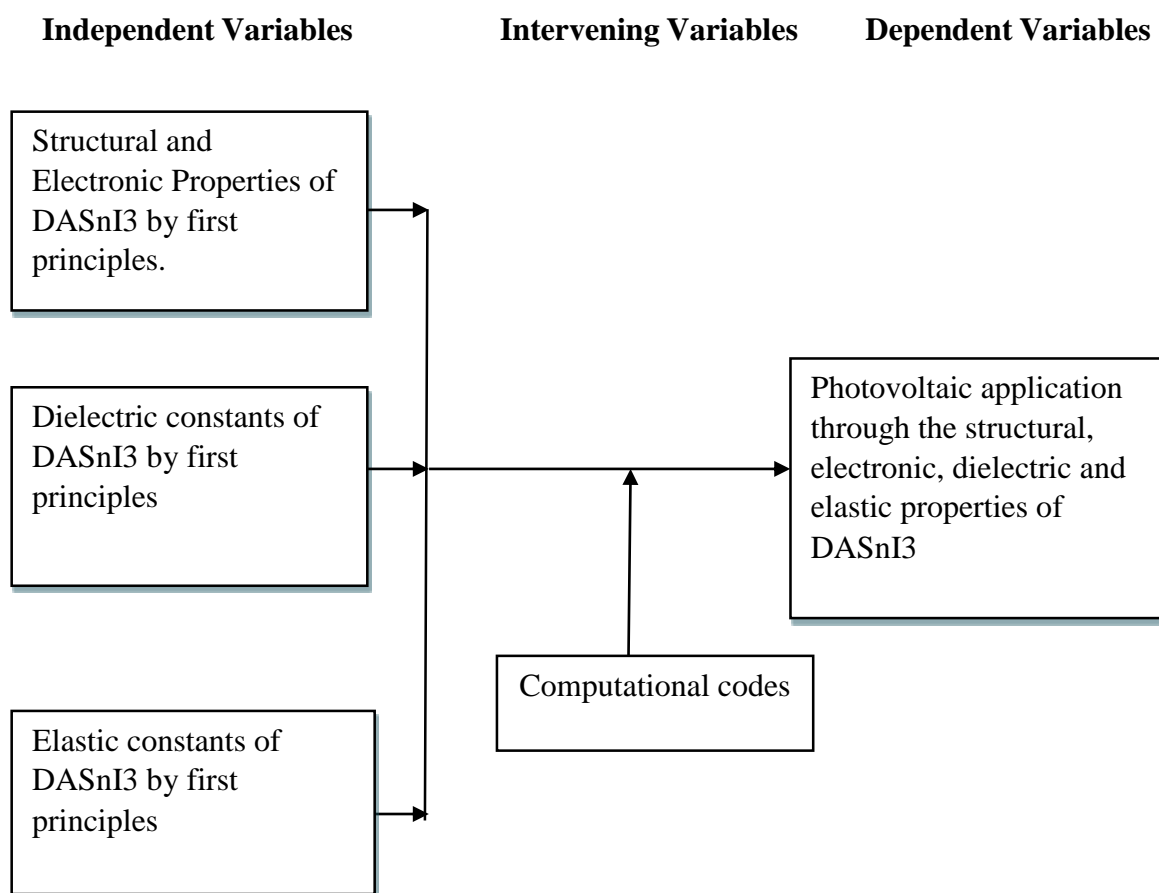 Independent Variables
Intervening Variables
Dependent Variables
Structural and
Electronic Properties of
DASnI3 by first
principles.
Dielectric constants of
DASnI3 by first
principles
Elastic constants of
DASnI3 by first
principles
Computational codes
Photovoltaic application
through the structural,
electronic, dielectric and
elastic properties of
DASnI3